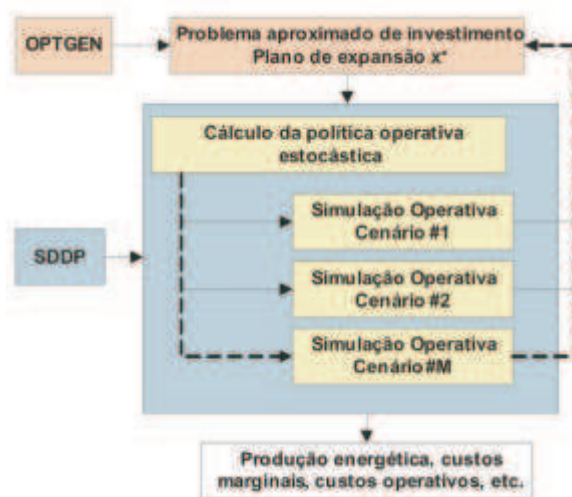 OPTGEN
Problema aproximado de investimento
Plano de expansão x*
Cálculo da política operativa
estocástica
Simulação Operativa
Cenário #1
SDDP
Simulação Operativa
Cenário #2
Simulação Operativa
Cenário #M
Produção energética, custos
marginais, custos operativos, etc.